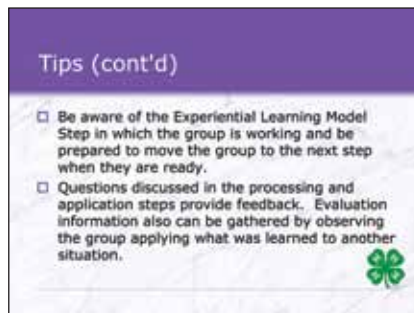 Tips (cont'd)
Be aware of the Experiential Learning Model
Step in which the group is working and be
prepared to move the group to the next step
when they are ready.
Questions discussed in the processing and
application steps provide feedback.  Evaluation
information also can be gathered by observing
the group applying what was learned to another
situation.